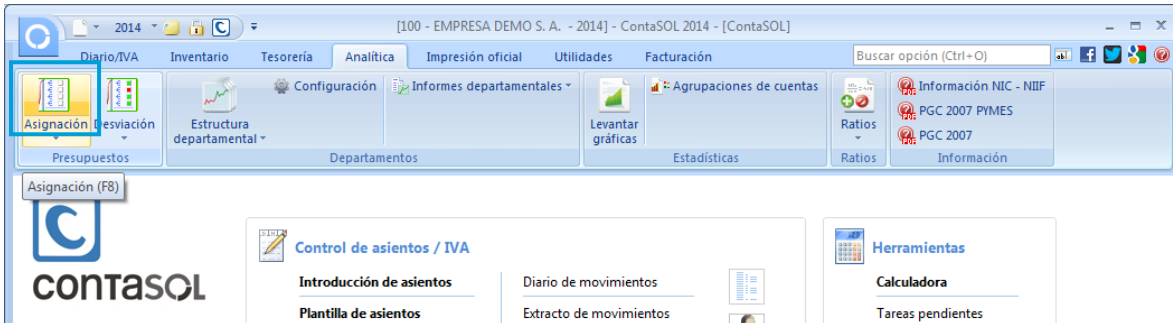 2014
[100 - EMPRESA DEMO S. A. - 2014] - ContaSOL 2014 - [ContaSOL]
Diario/IVA Inventario Tesorería Analítica Impresión oficial Utilidades Facturación Buscar opción (Ctrl+O)
Asignación Desviación
Presupuestos
Estructura departamental
Configuración Informes departamentales
Departamentos
Levantar gráficas
Agrupaciones de cuentas
Estadísticas
Ratios
Ratios
Información NIC - NIIF
PGC 2007 PYMES
PGC 2007
Información
Asignación (F8)
C
contasol
Control de asientos / IVA
Introducción de asientos Diario de movimientos
Plantilla de asientos Extracto de movimientos
Herramientas
Calculadora
Tareas pendientes